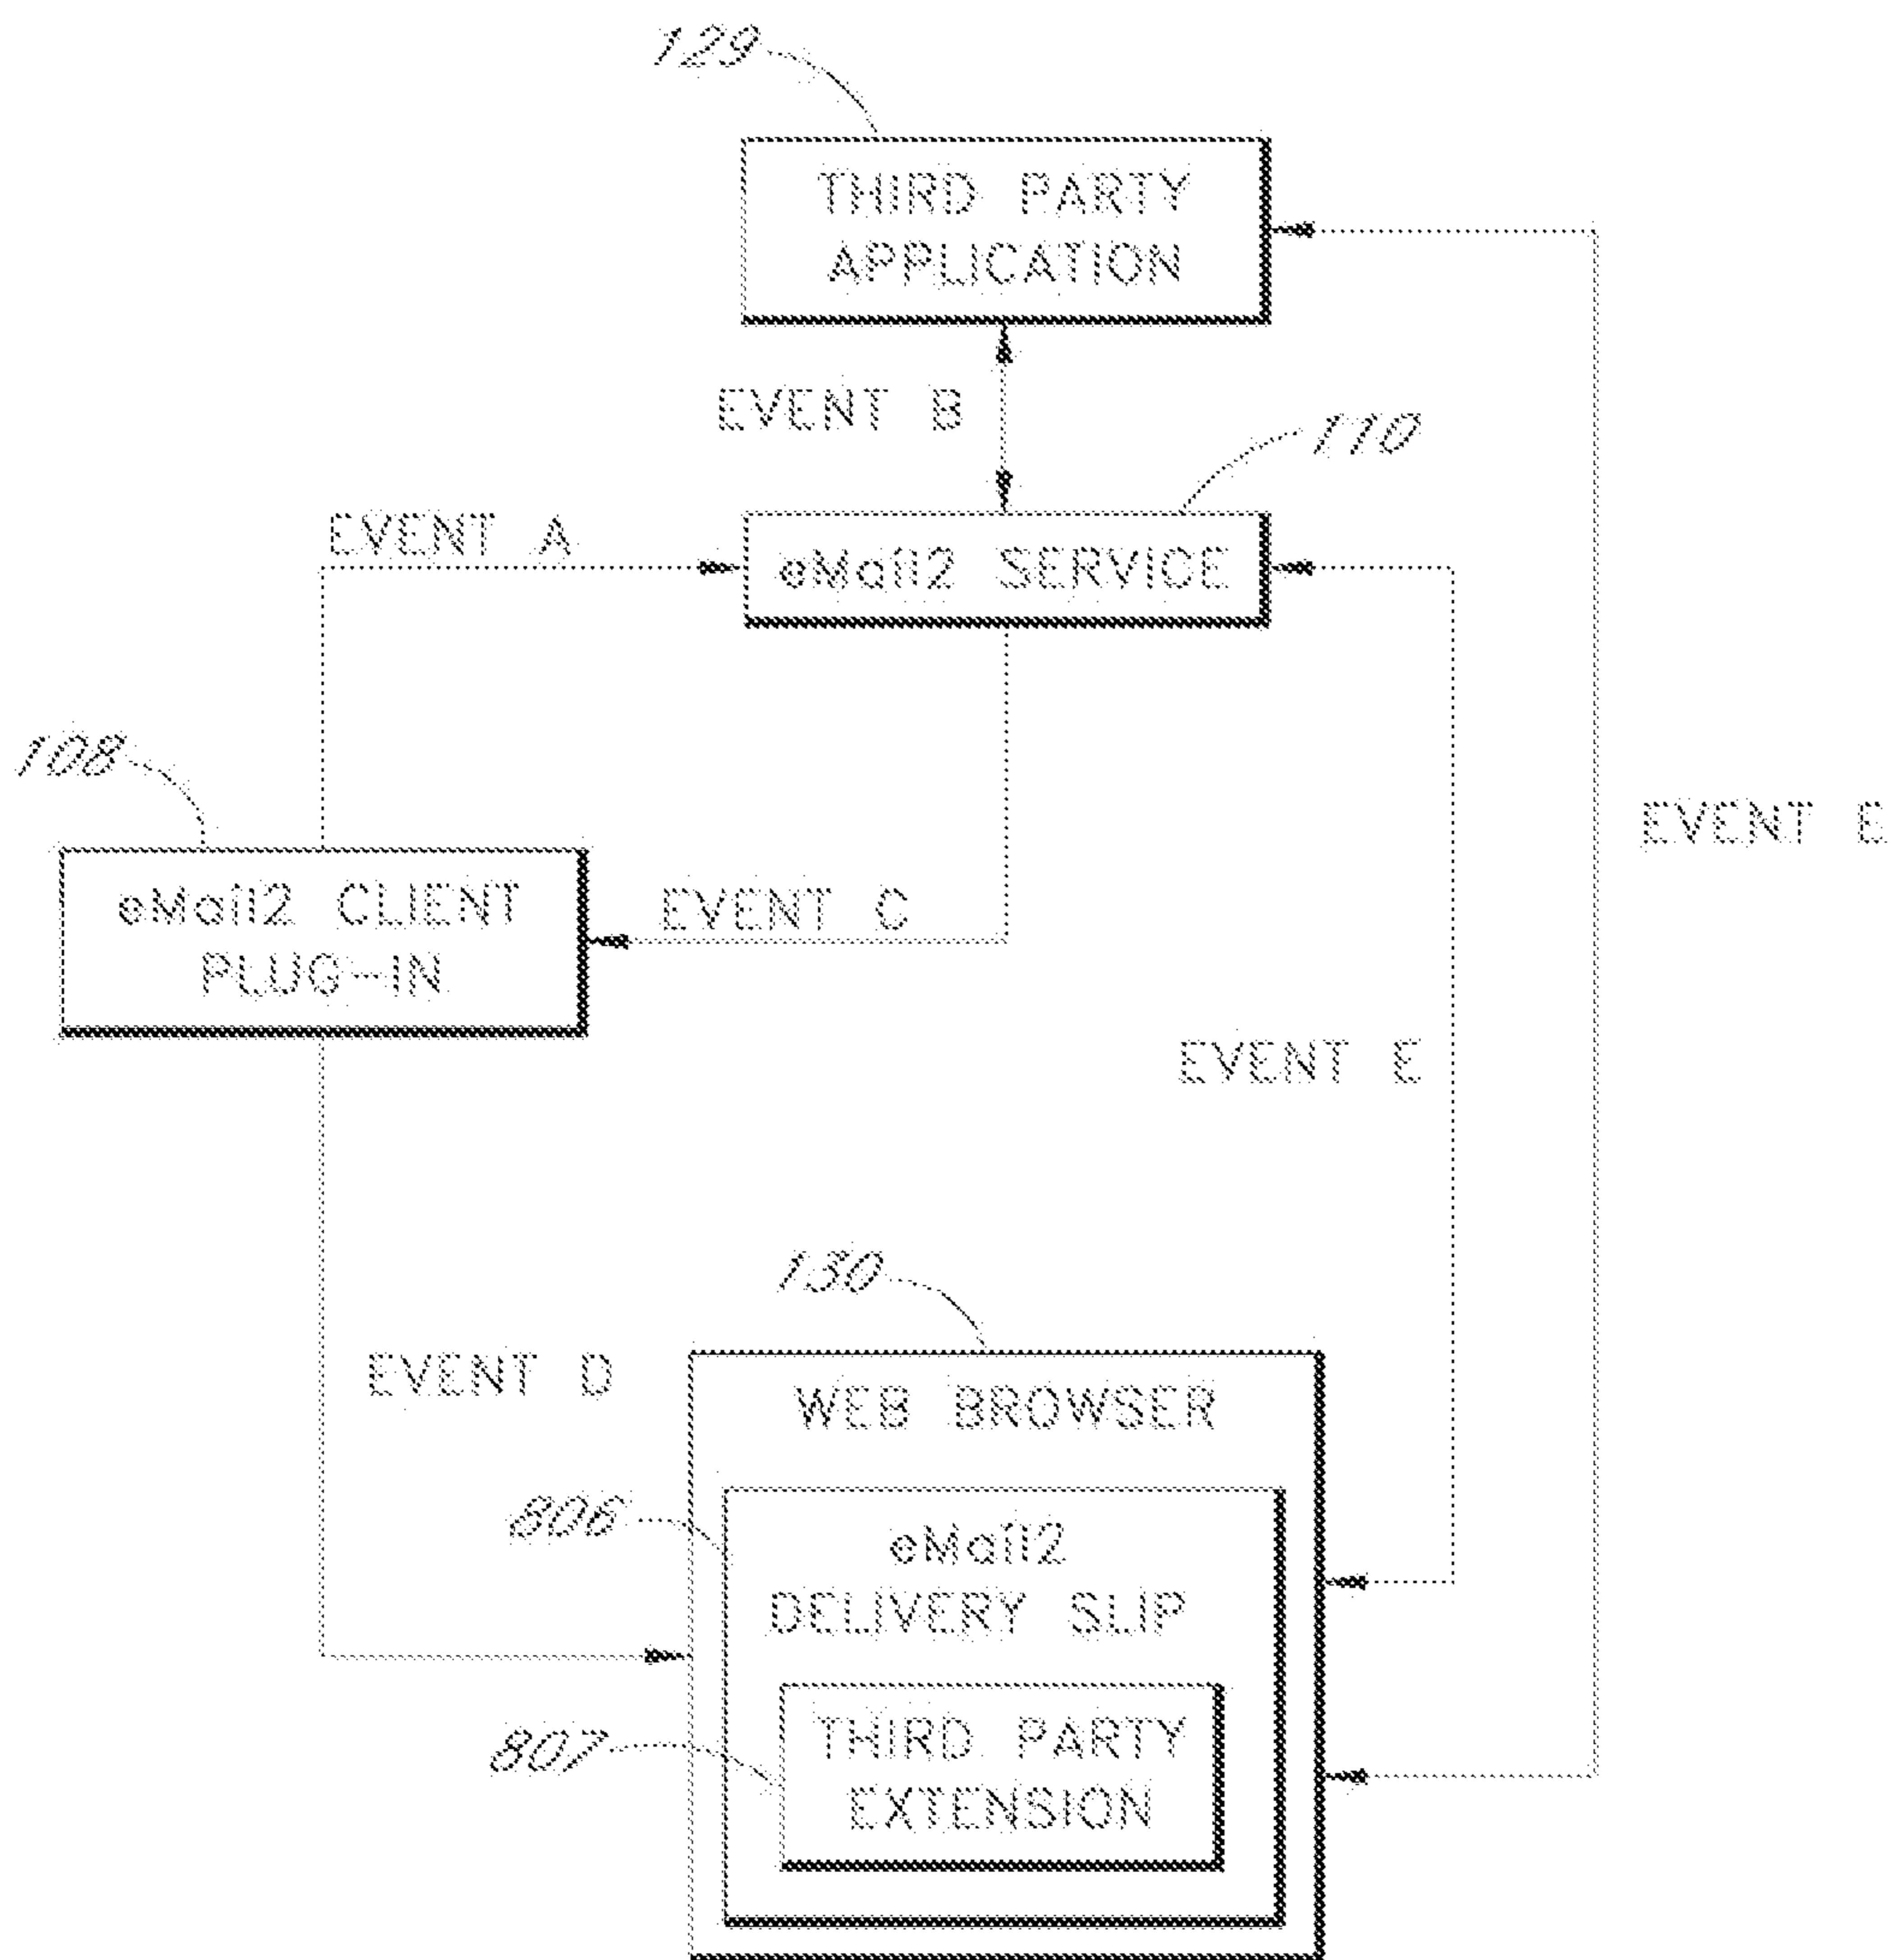 129
THIRD PARTY
APPLICATION
EVENT B
110
EVENT A
eMail2 SERVICE
108
EVENT E
eMail2 CLIENT
PLUG-IN
EVENT C
EVENT E
130
EVENT D
WEB BROWSER
806
eMail2
DELIVERY SLIP
807
THIRD PARTY
EXTENSION